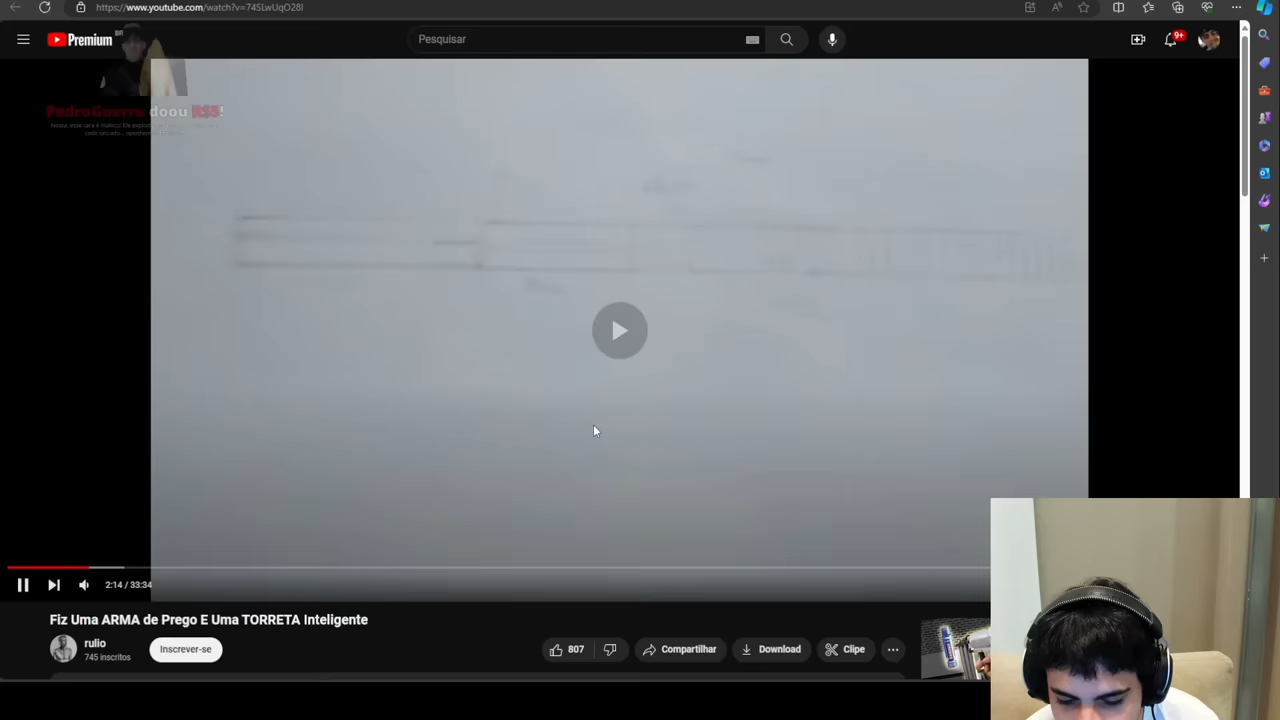 https://www.youtube.com/watch?v=74SLwUqO28I
Premium BR
Pesquisar
9+
PedroGuerra doou R$5!
2:14 / 33:34
Fiz Uma ARMA de Prego E Uma TORRETA Inteligente
rulio
745 inscritos
Inscrever-se
807
Compartilhar
Download
Clipe